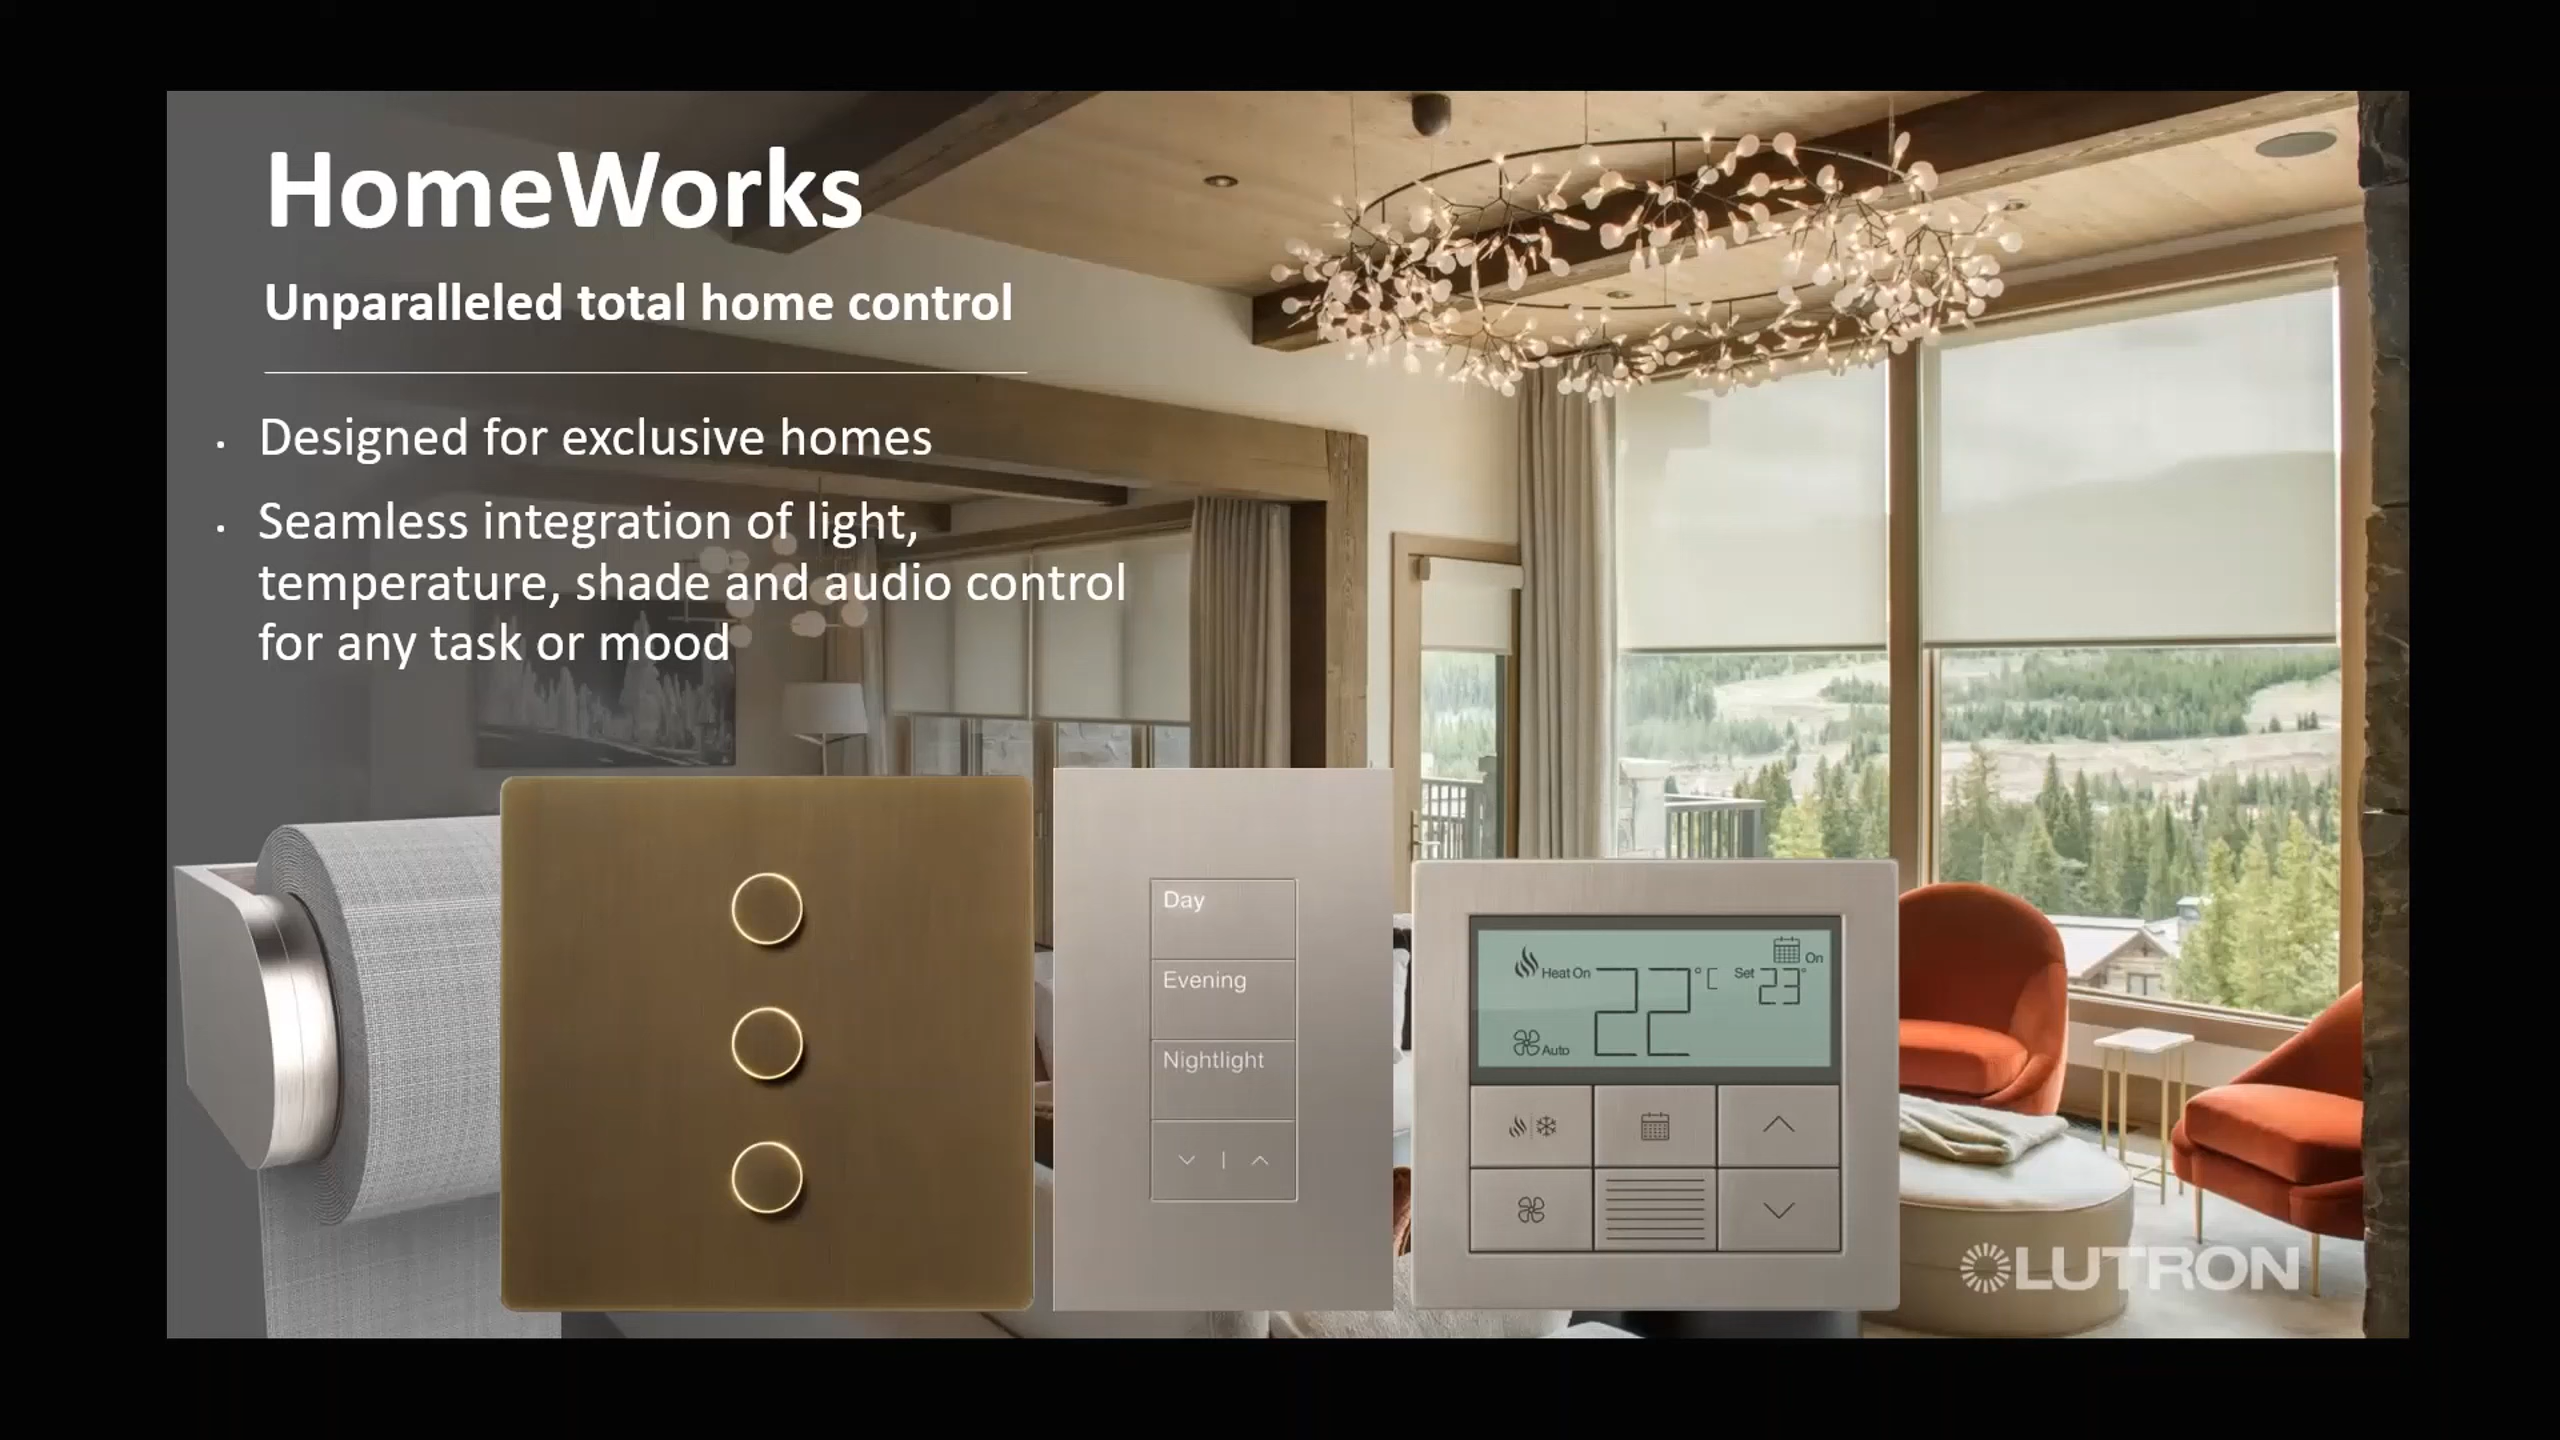 HomeWorks
Unparalleled total home control
· Designed for exclusive homes
· Seamless integration of light,
temperature, shade and audio control
for any task or mood
Day
Evening
Nightlight
Heat On 22°C Set 23° On
Auto
LUTRON